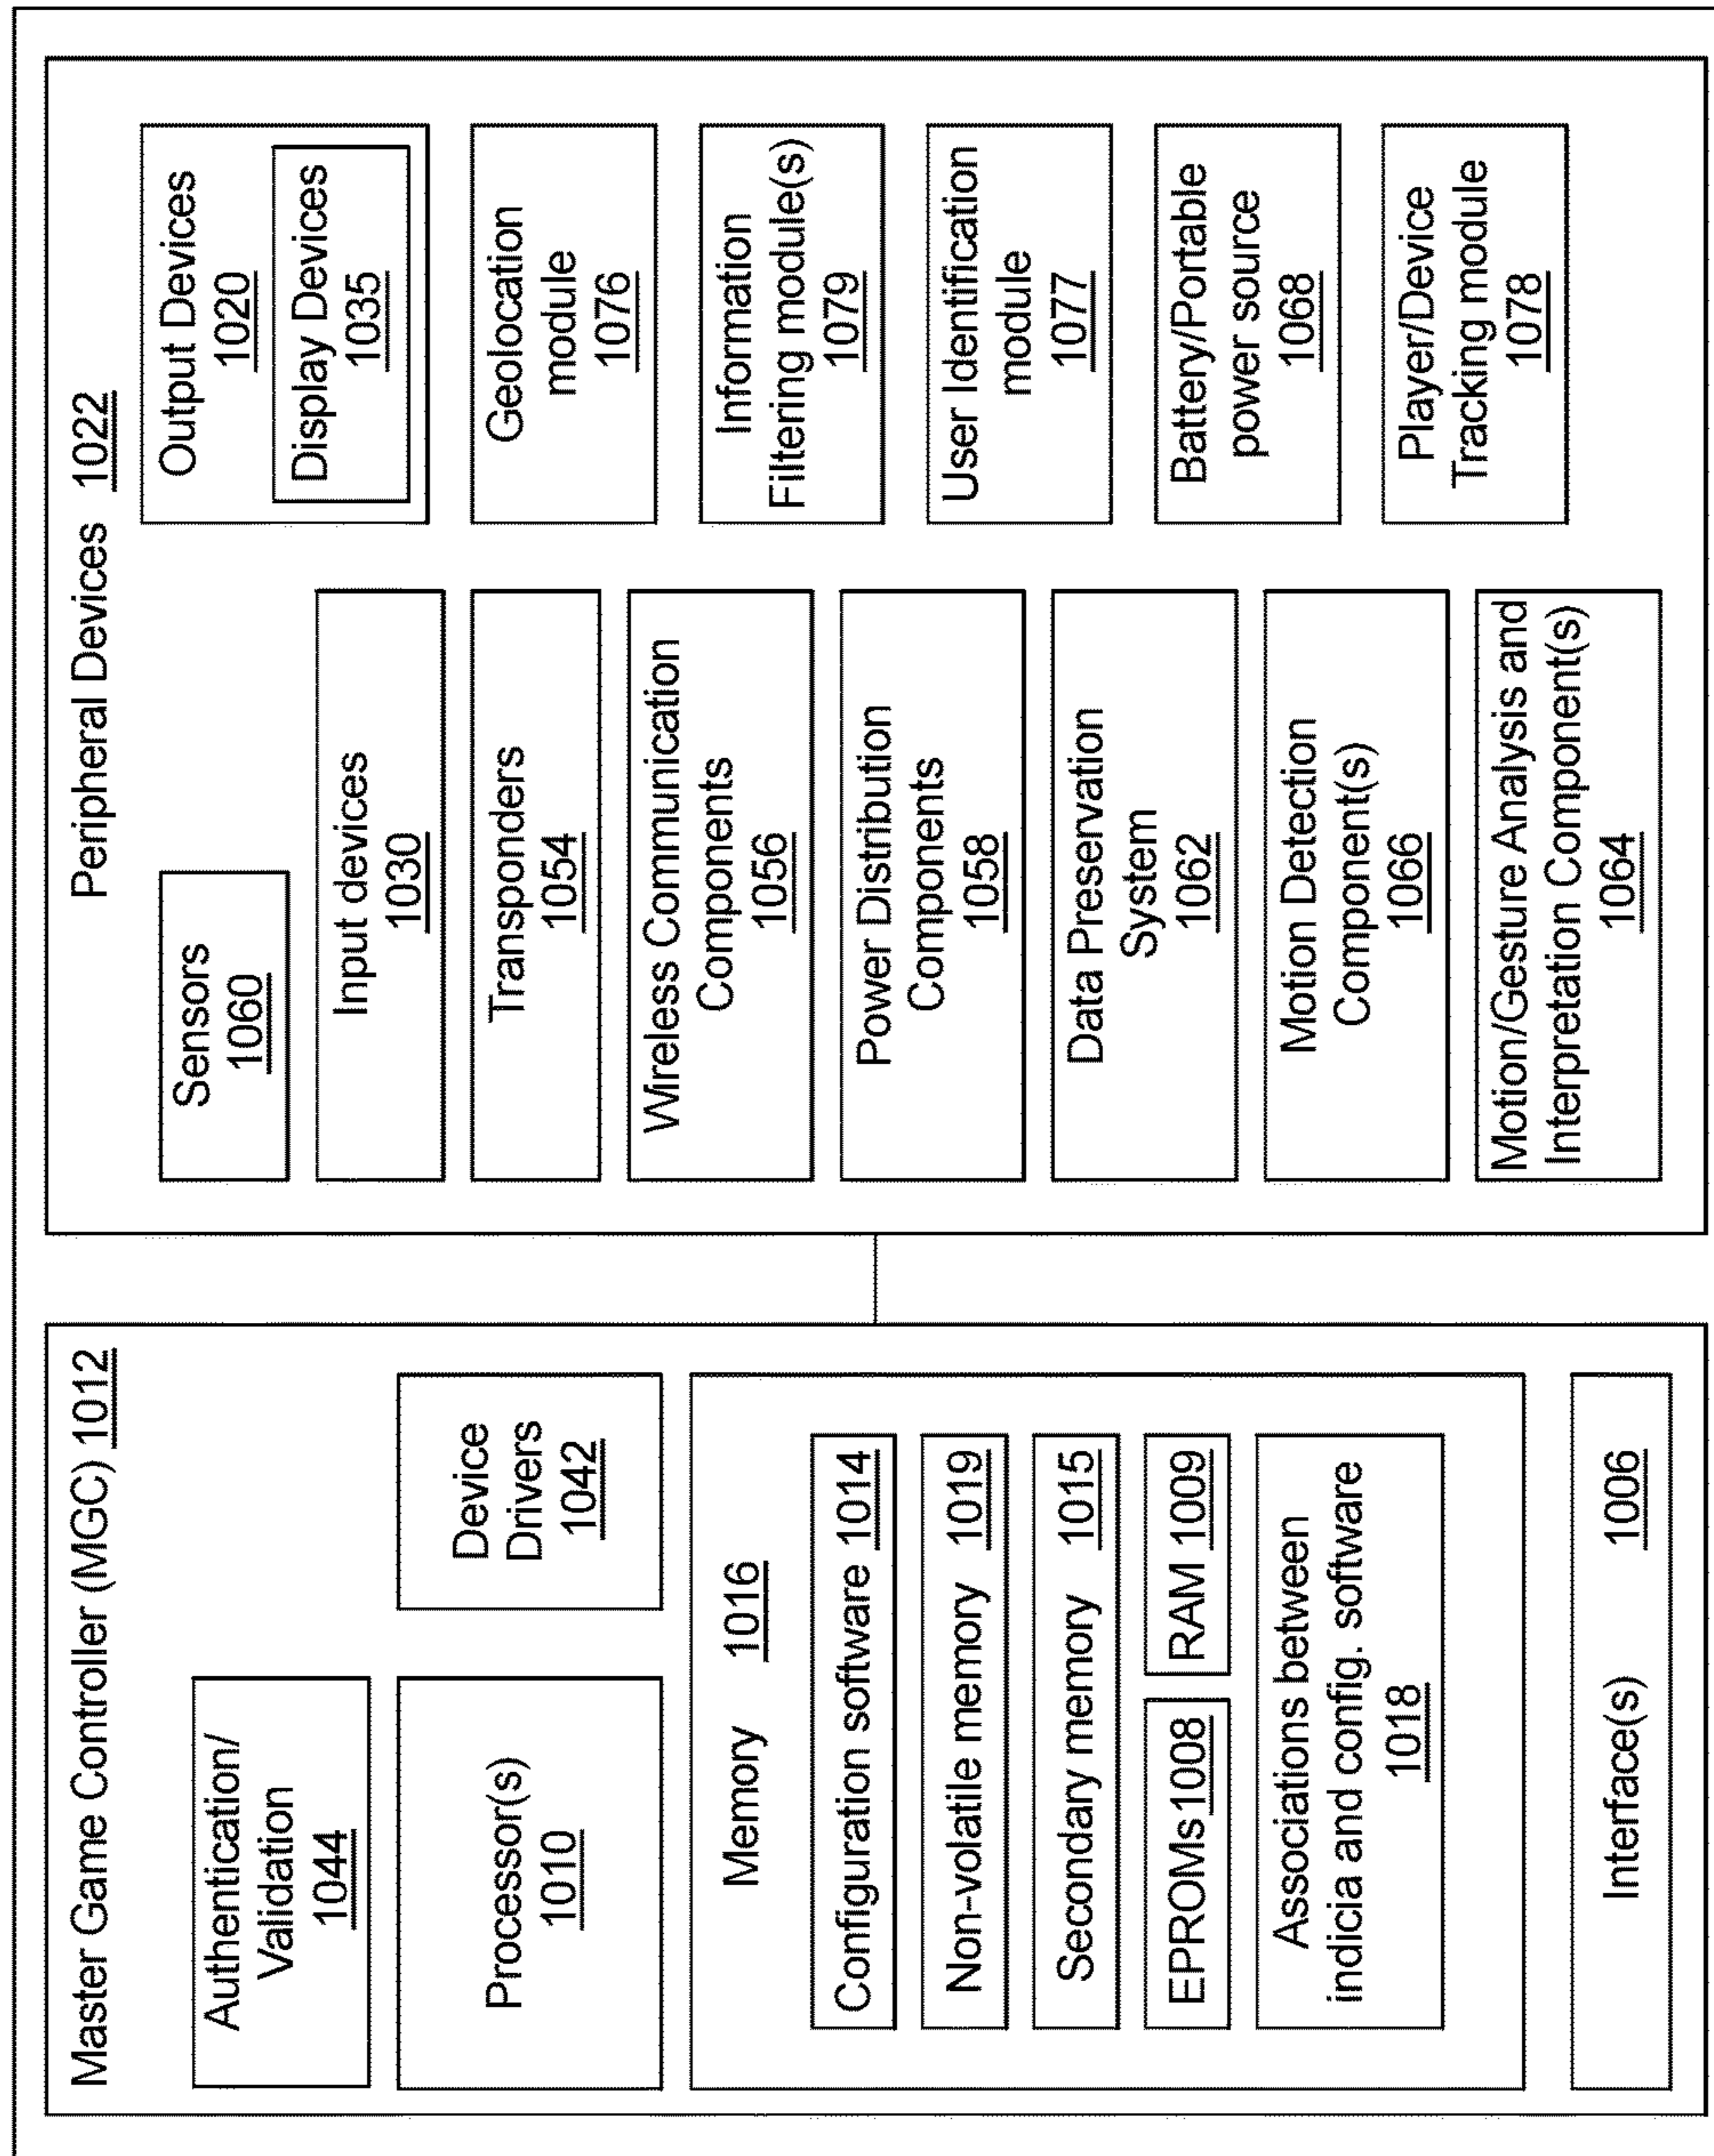 Master Game Controller (MGC) 1012
Authentication/
Validation
1044
Processor(s)
1010
Device
Drivers
1042
Memory 1016
Configuration software 1014
Non-volatile memory 1019
Secondary memory 1015
EPROMs1008
RAM 1009
Associations between
indicia and config. software
1018
Interface(s) 1006
Peripheral Devices 1022
Sensors
1060
Input devices
1030
Transponders
1054
Wireless Communication
Components
1056
Power Distribution
Components
1058
Data Preservation
System
1062
Motion Detection
Component(s)
1066
Motion/Gesture Analysis and
Interpretation Component(s)
1064
Output Devices
1020
Display Devices
1035
Geolocation
module
1076
Information
Filtering module(s)
1079
User Identification
module
1077
Battery/Portable
power source
1068
Player/Device
Tracking module
1078